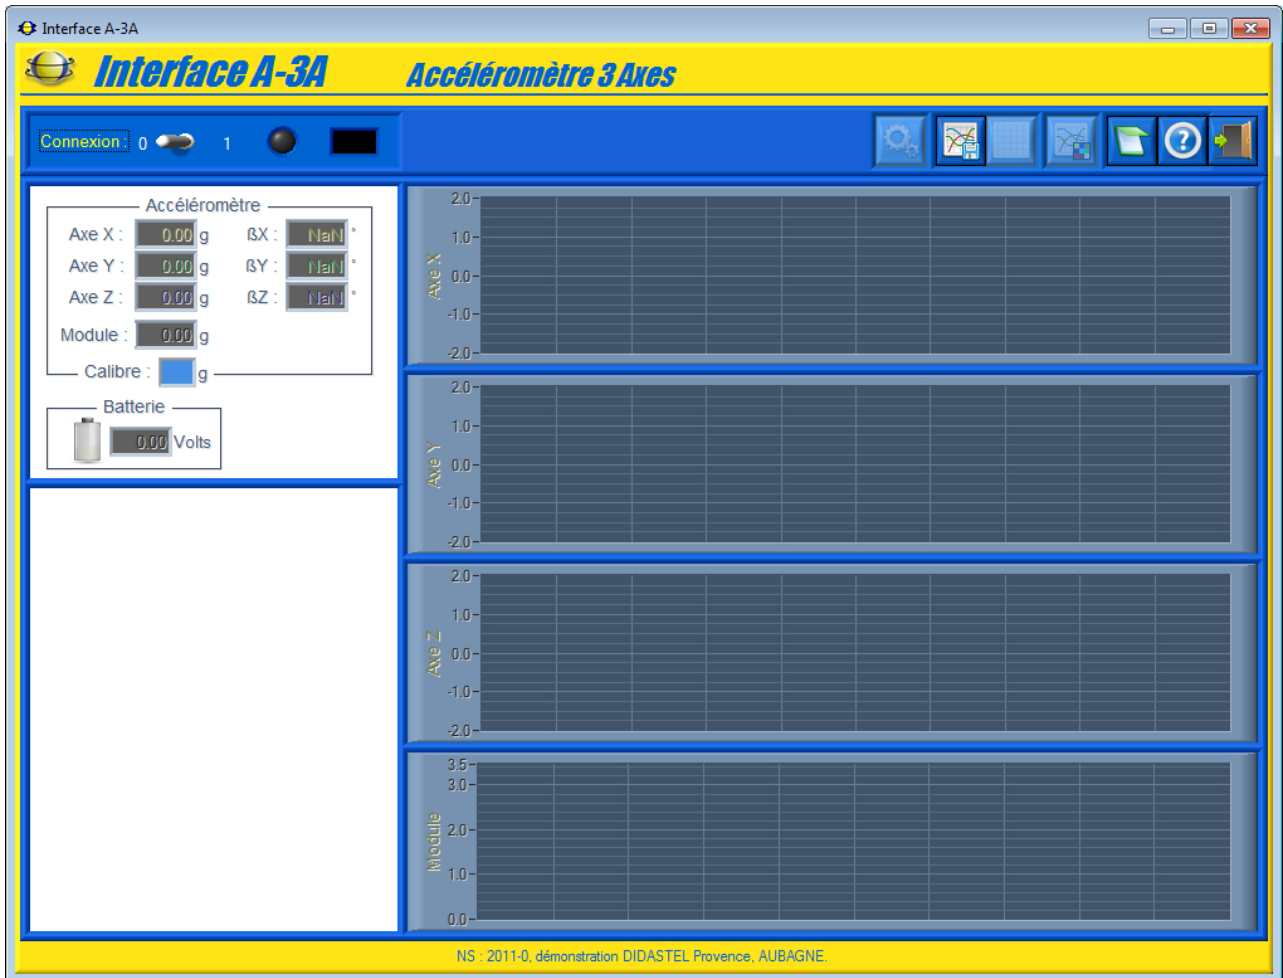 Interface A-3A
Interface A-3A Accéléromètre 3 Axes
Connexion : 0 1
Accéléromètre
Axe X : 0.00 g ßX : NaN °
Axe Y : 0.00 g ßY : NaN °
Axe Z : 0.00 g ßZ : NaN °
Module : 0.00 g
Calibre : g
Batterie
0.00 Volts
Axe X
2.0
1.0
0.0
-1.0
-2.0
Axe Y
2.0
1.0
0.0
-1.0
-2.0
Axe Z
2.0
1.0
0.0
-1.0
-2.0
Module
3.5
3.0
2.0
1.0
0.0
NS : 2011-0, démonstration DIDASTEL Provence, AUBAGNE.